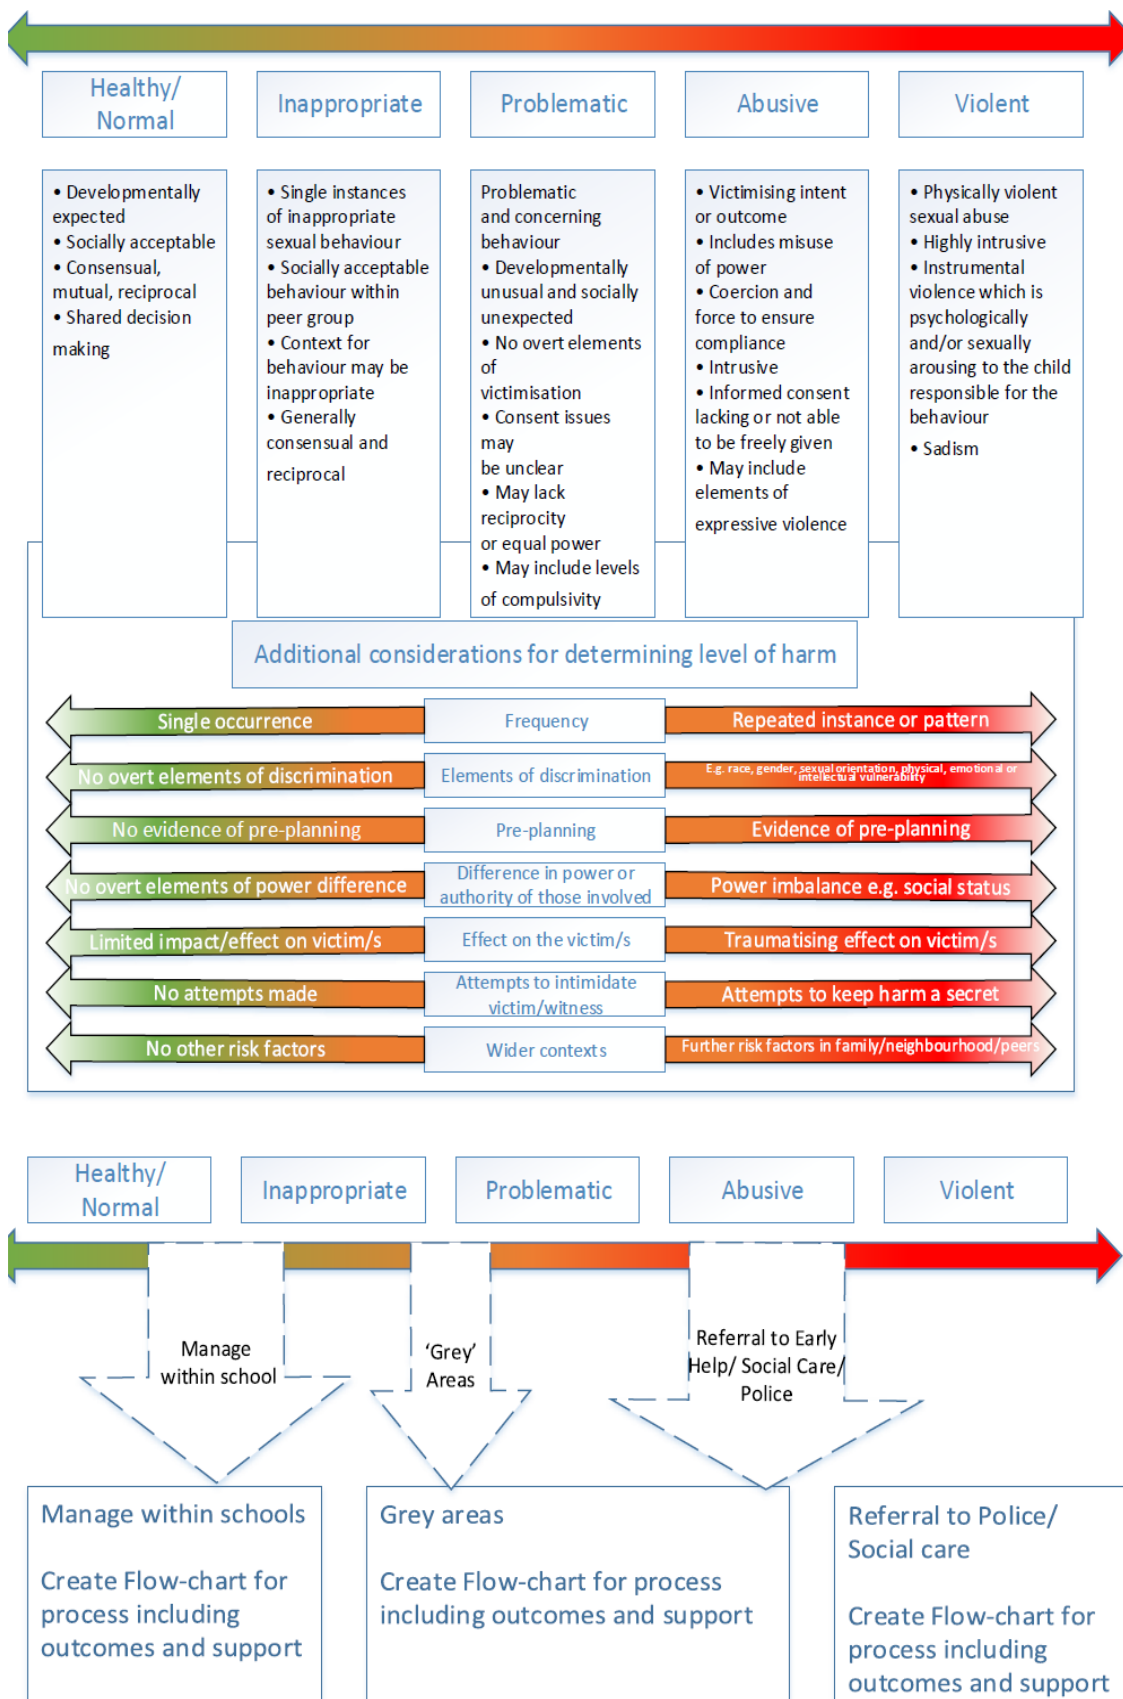 Healthy/
Normal
Inappropriate
Problematic
Abusive
Violent
• Developmentally
expected
• Socially acceptable
• Consensual,
mutual, reciprocal
• Shared decision
making
• Single instances
of inappropriate
sexual behaviour
• Socially acceptable
behaviour within
peer group
• Context for
behaviour may be
inappropriate
• Generally
consensual and
reciprocal
Problematic
and concerning
behaviour
• Developmentally
unusual and socially
unexpected
• No overt elements
of
victimisation
• Consent issues
may
be unclear
• May lack
reciprocity
or equal power
• May include levels
of compulsivity
• Victimising intent
or outcome
• Includes misuse
of power
• Coercion and
force to ensure
compliance
• Intrusive
• Informed consent
lacking or not able
to be freely given
• May include
elements of
expressive violence
• Physically violent
sexual abuse
• Highly intrusive
• Instrumental
violence which is
psychologically
and/or sexually
arousing to the child
responsible for the
behaviour
• Sadism
Additional considerations for determining level of harm
Single occurrence
Frequency
Repeated instance or pattern
No overt elements of discrimination
Elements of discrimination
E.g. race, gender, sexual orientation, physical, emotional or
intellectual vulnerability
No evidence of pre-planning
Pre-planning
Evidence of pre-planning
No overt elements of power difference
Difference in power or
authority of those involved
Power imbalance e.g. social status
Limited impact/effect on victim/s
Effect on the victim/s
Traumatising effect on victim/s
No attempts made
Attempts to intimidate
victim/witness
Attempts to keep harm a secret
No other risk factors
Wider contexts
Further risk factors in family/neighbourhood/peers
Healthy/
Normal
Inappropriate
Problematic
Abusive
Violent
Manage
within school
‘Grey’
Areas
Referral to Early
Help/ Social Care/
Police
Manage within schools
Create Flow-chart for
process including
outcomes and support
Grey areas
Create Flow-chart for process
including outcomes and support
Referral to Police/
Social care
Create Flow-chart for
process including
outcomes and support